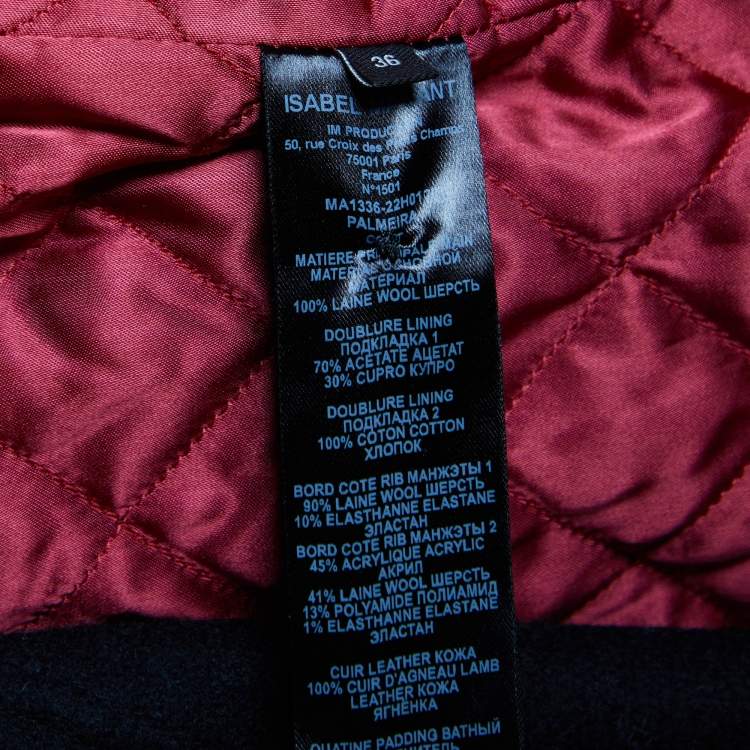 36
ISABEL
IM PRODUC
50, rue Croix des Champs
75001 Paris
France
N°1501
MA1336-22H01
PALMEIRA
MATIERE
100% LAINE WOOL ШЕРСТЬ
МАТЕРИАЛ
DOUBLURE LINING
ПОДКЛАДКА 1
70% ACETATE АЦЕТАТ
30% CUPRO КУПРО
DOUBLURE LINING
ПОДКЛАДКА 2
100% COTON COTTON
ХЛОПОК
BORD COTE RIB МАНЖЭТЫ 1
90% LAINE WOOL ШЕРСТЬ
10% ELASTHANNE ELASTANE
ЭЛАСТАН
BORD COTE RIB МАНЖЭТЫ 2
45% ACRYLIQUE ACRYLIC
АКРИЛ
41% LAINE WOOL ШЕРСТЬ
13% POLYAMIDE ПОЛИАМИД
1% ELASTHANNE ELASTANE
ЭЛАСТАН
CUIR LEATHER КОЖА
100% CUIR D'AGNEAU LAMB
LEATHER КОЖА
ЯГНЁНКА
OUATINE PADDING ВАТНЫЙ